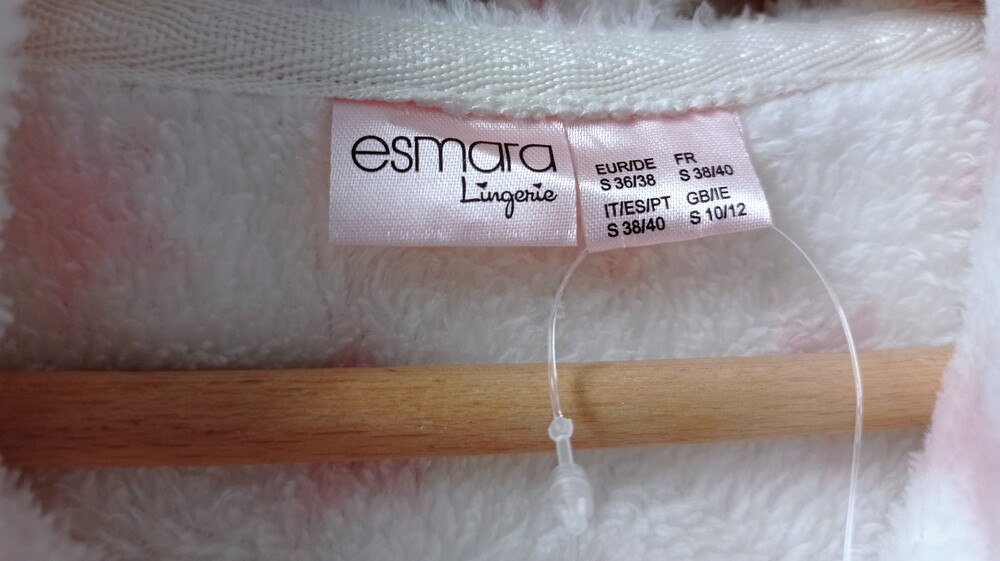 esmara
Lingerie
EUR/DE FR
S 36/38 S 38/40
IT/ES/PT GB/IE
S 38/40 S 10/12